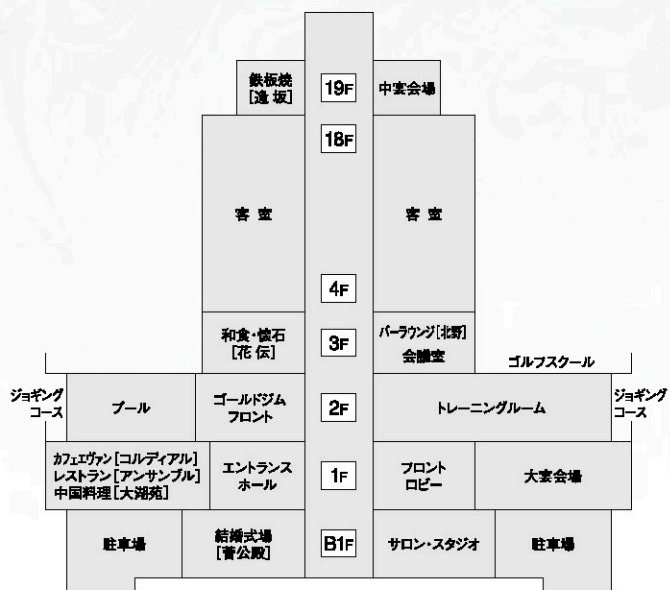 鉄板焼
[逢坂]
19F
中宴会場
18F
客室
客室
4F
和食・懐石
[花伝]
3F
バーラウンジ[北野]
会議室
ゴルフスクール
ジョギング
コース
プール
ゴールドジム
フロント
2F
トレーニングルーム
ジョギング
コース
カフェエヴァン[コルディアル]
レストラン[アンサンブル]
中国料理[大湖苑]
エントランス
ホール
1F
フロント
ロビー
大宴会場
駐車場
結婚式場
[菅公殿]
B1F
サロン・スタジオ
駐車場